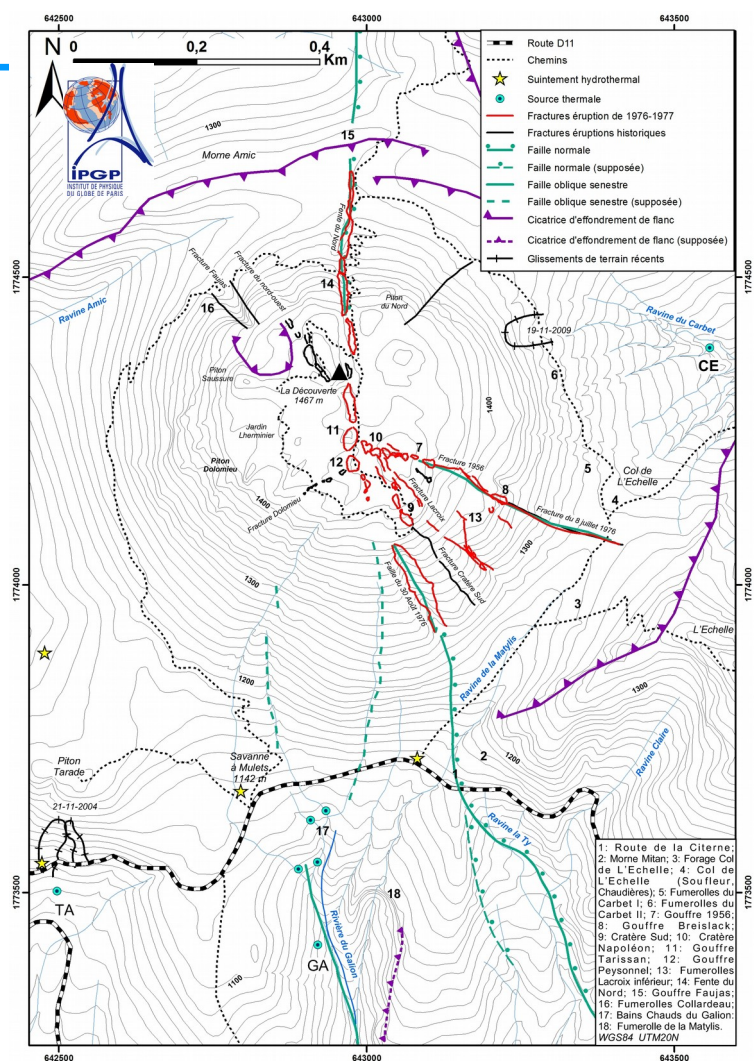 642500
643000
643500
N
0
0,2
0,4
Km
iPGP
INSTITUT DE PHYSIQUE
DU GLOBE DE PARIS
Route D11
Chemins
Suintement hydrothermal
Source thermale
Fractures éruption de 1976-1977
Fractures éruptions historiques
Faille normale
Faille normale (supposée)
Faille oblique senestre
Faille oblique senestre (supposée)
Cicatrice d'effondrement de flanc
Cicatrice d'effondrement de flanc (supposée)
Glissements de terrain récents
1300
15
Morne Amic
Fente du Nord
1774500
1774500
Fracture Faujas
Fracture du nord-ouest
14
16
Ravine Amic
Piton
du Nord
19-11-2009
Ravine du Carbet
CE
6
Piton
Saussure
La Découverte
1467 m
1400
Jardin
Lherminier
11
10
7
Fracture 1956
12
Piton
Dolomieu
5
Col de
L'Echelle
4
1400
Fracture Dolomieu
Fracture Lacroix
9
13
8
Fracture du 8 juillet 1976
1300
Fracture Cratère Sud
Faille du 30 Août 1976
1774000
1774000
1300
3
L'Echelle
1200
Ravine de la Matylis
1300
Piton
Tarade
Savanne
à Mulets
1142 m
2
1200
1
Ravine Claire
21-11-2004
17
Ravine la Ty
1773500
1773500
TA
18
Rivière du Galion
GA
1100
1: Route de la Citerne;
2: Morne Mitan; 3: Forage Col
de L'Echelle; 4: Col de
L'Echelle (Soufleur,
Chaudières); 5: Fumerolles du
Carbet I; 6: Fumerolles du
Carbet II; 7: Gouffre 1956;
8: Gouffre Breislack;
9: Cratère Sud; 10: Cratère
Napoléon; 11: Gouffre
Tarissan; 12: Gouffre
Peysonnel; 13: Fumerolles
Lacroix inférieur; 14: Fente du
Nord; 15: Gouffre Faujas;
16: Fumerolles Collardeau;
17: Bains Chauds du Galion:
18: Fumerolle de la Matylis.
WGS84 UTM20N
642500
643000
643500